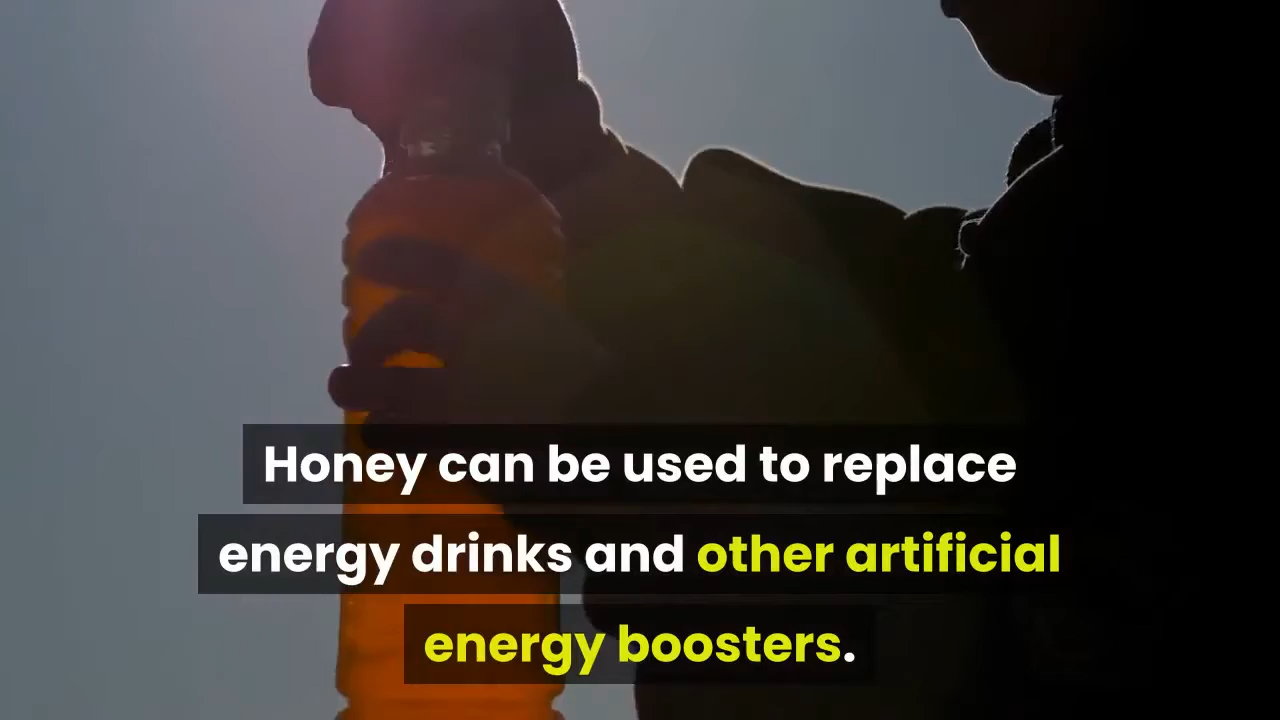 Honey can be used to replace
energy drinks and other artificial
energy boosters.